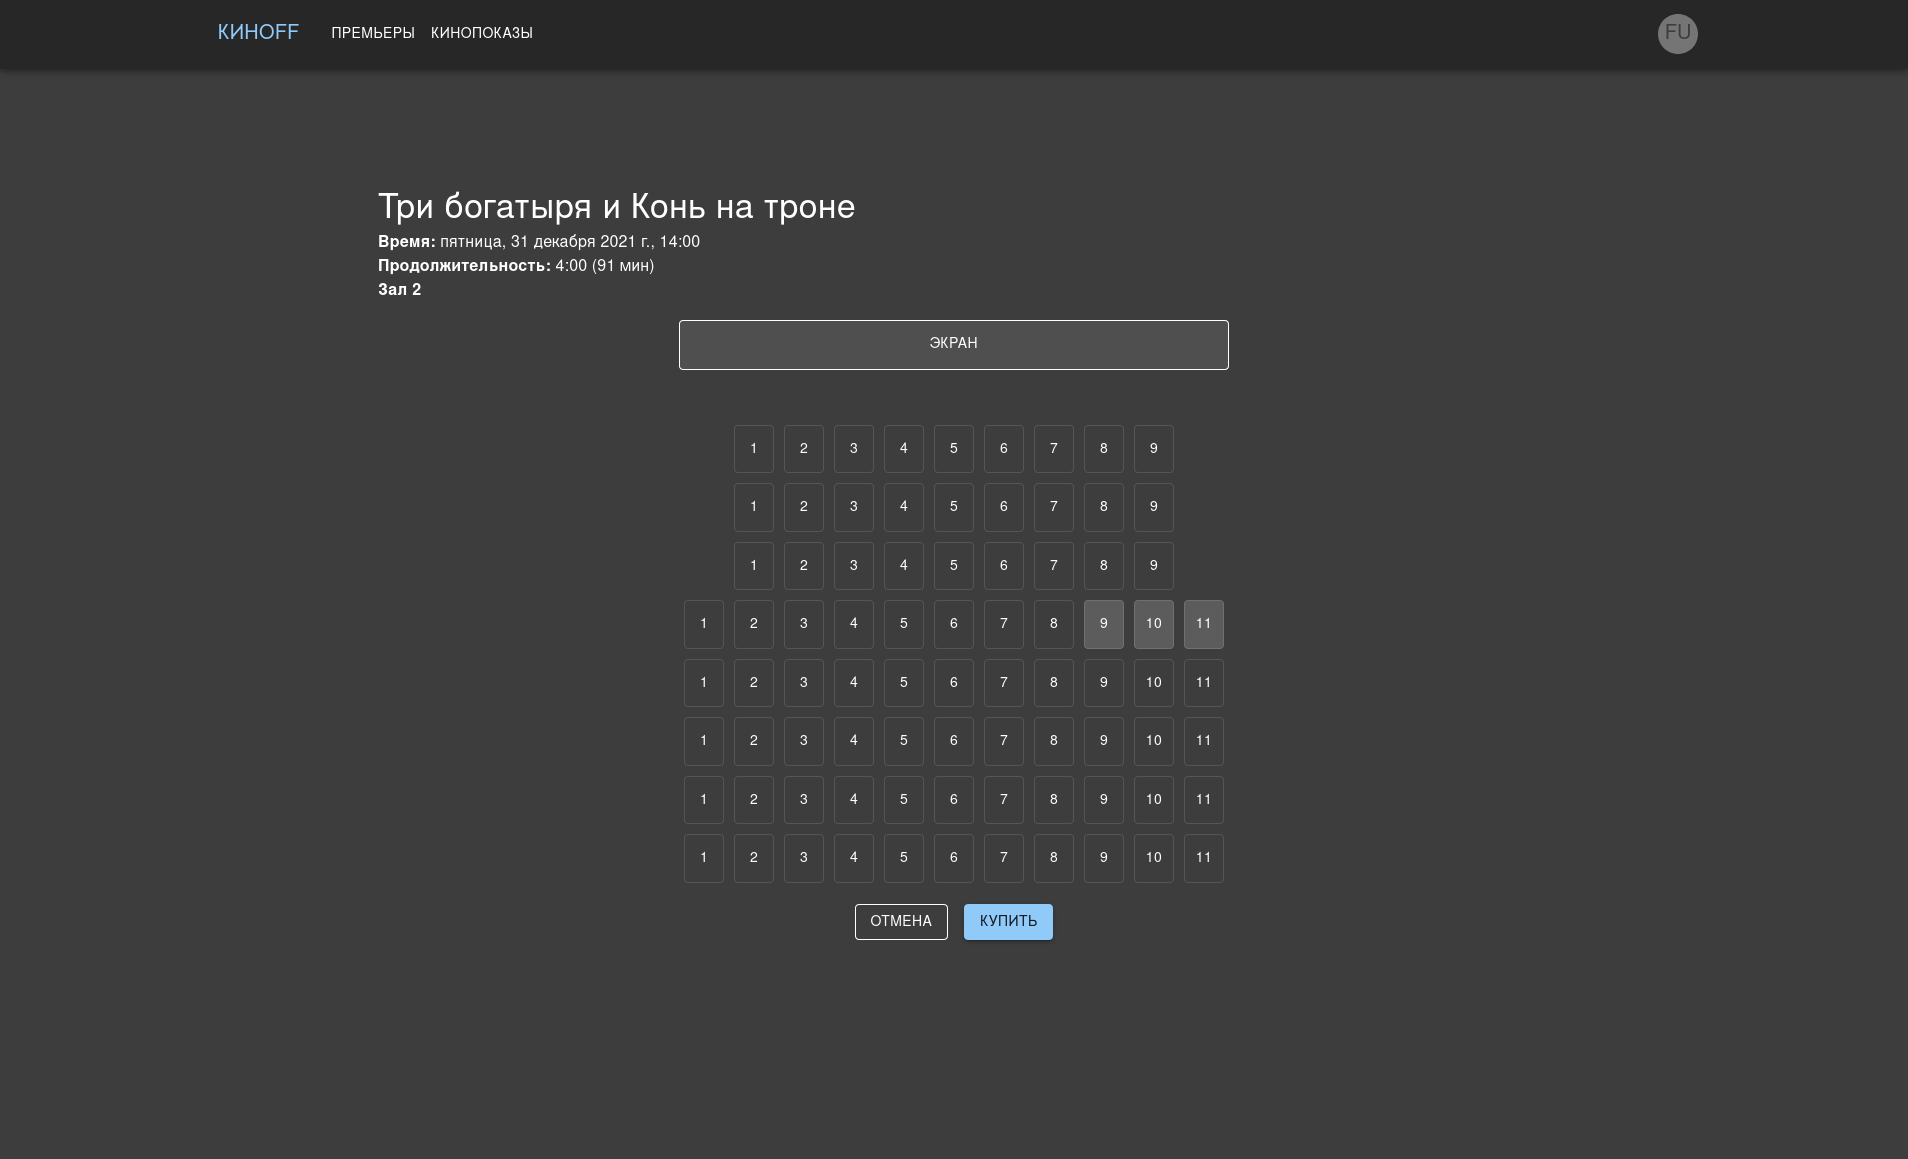 КИНОFF ПРЕМЬЕРЫ КИНОПОКАЗЫ FU
Три богатыря и Конь на троне
Время: пятница, 31 декабря 2021 г., 14:00
Продолжительность: 4:00 (91 мин)
Зал 2
ЭКРАН
1 2 3 4 5 6 7 8 9
1 2 3 4 5 6 7 8 9
1 2 3 4 5 6 7 8 9
1 2 3 4 5 6 7 8 9 10 11
1 2 3 4 5 6 7 8 9 10 11
1 2 3 4 5 6 7 8 9 10 11
1 2 3 4 5 6 7 8 9 10 11
1 2 3 4 5 6 7 8 9 10 11
ОТМЕНА КУПИТЬ